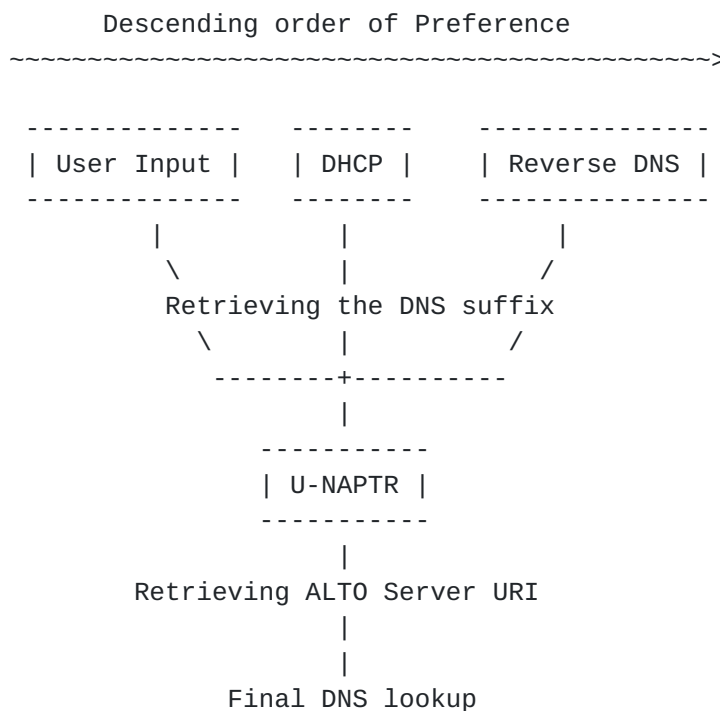 Descending order of Preference
~~~~~~~~~~~~~~~~~~~~~~~~~~~~~~~~~~~~~~~~~~~~~>
--------------   --------    ---------------
| User Input |   | DHCP |    | Reverse DNS |
--------------   --------    ---------------
|           |             |
\          |            /
Retrieving the DNS suffix
\        |          /
--------+----------
|
-----------
| U-NAPTR |
-----------
|
Retrieving ALTO Server URI
|
|
Final DNS lookup